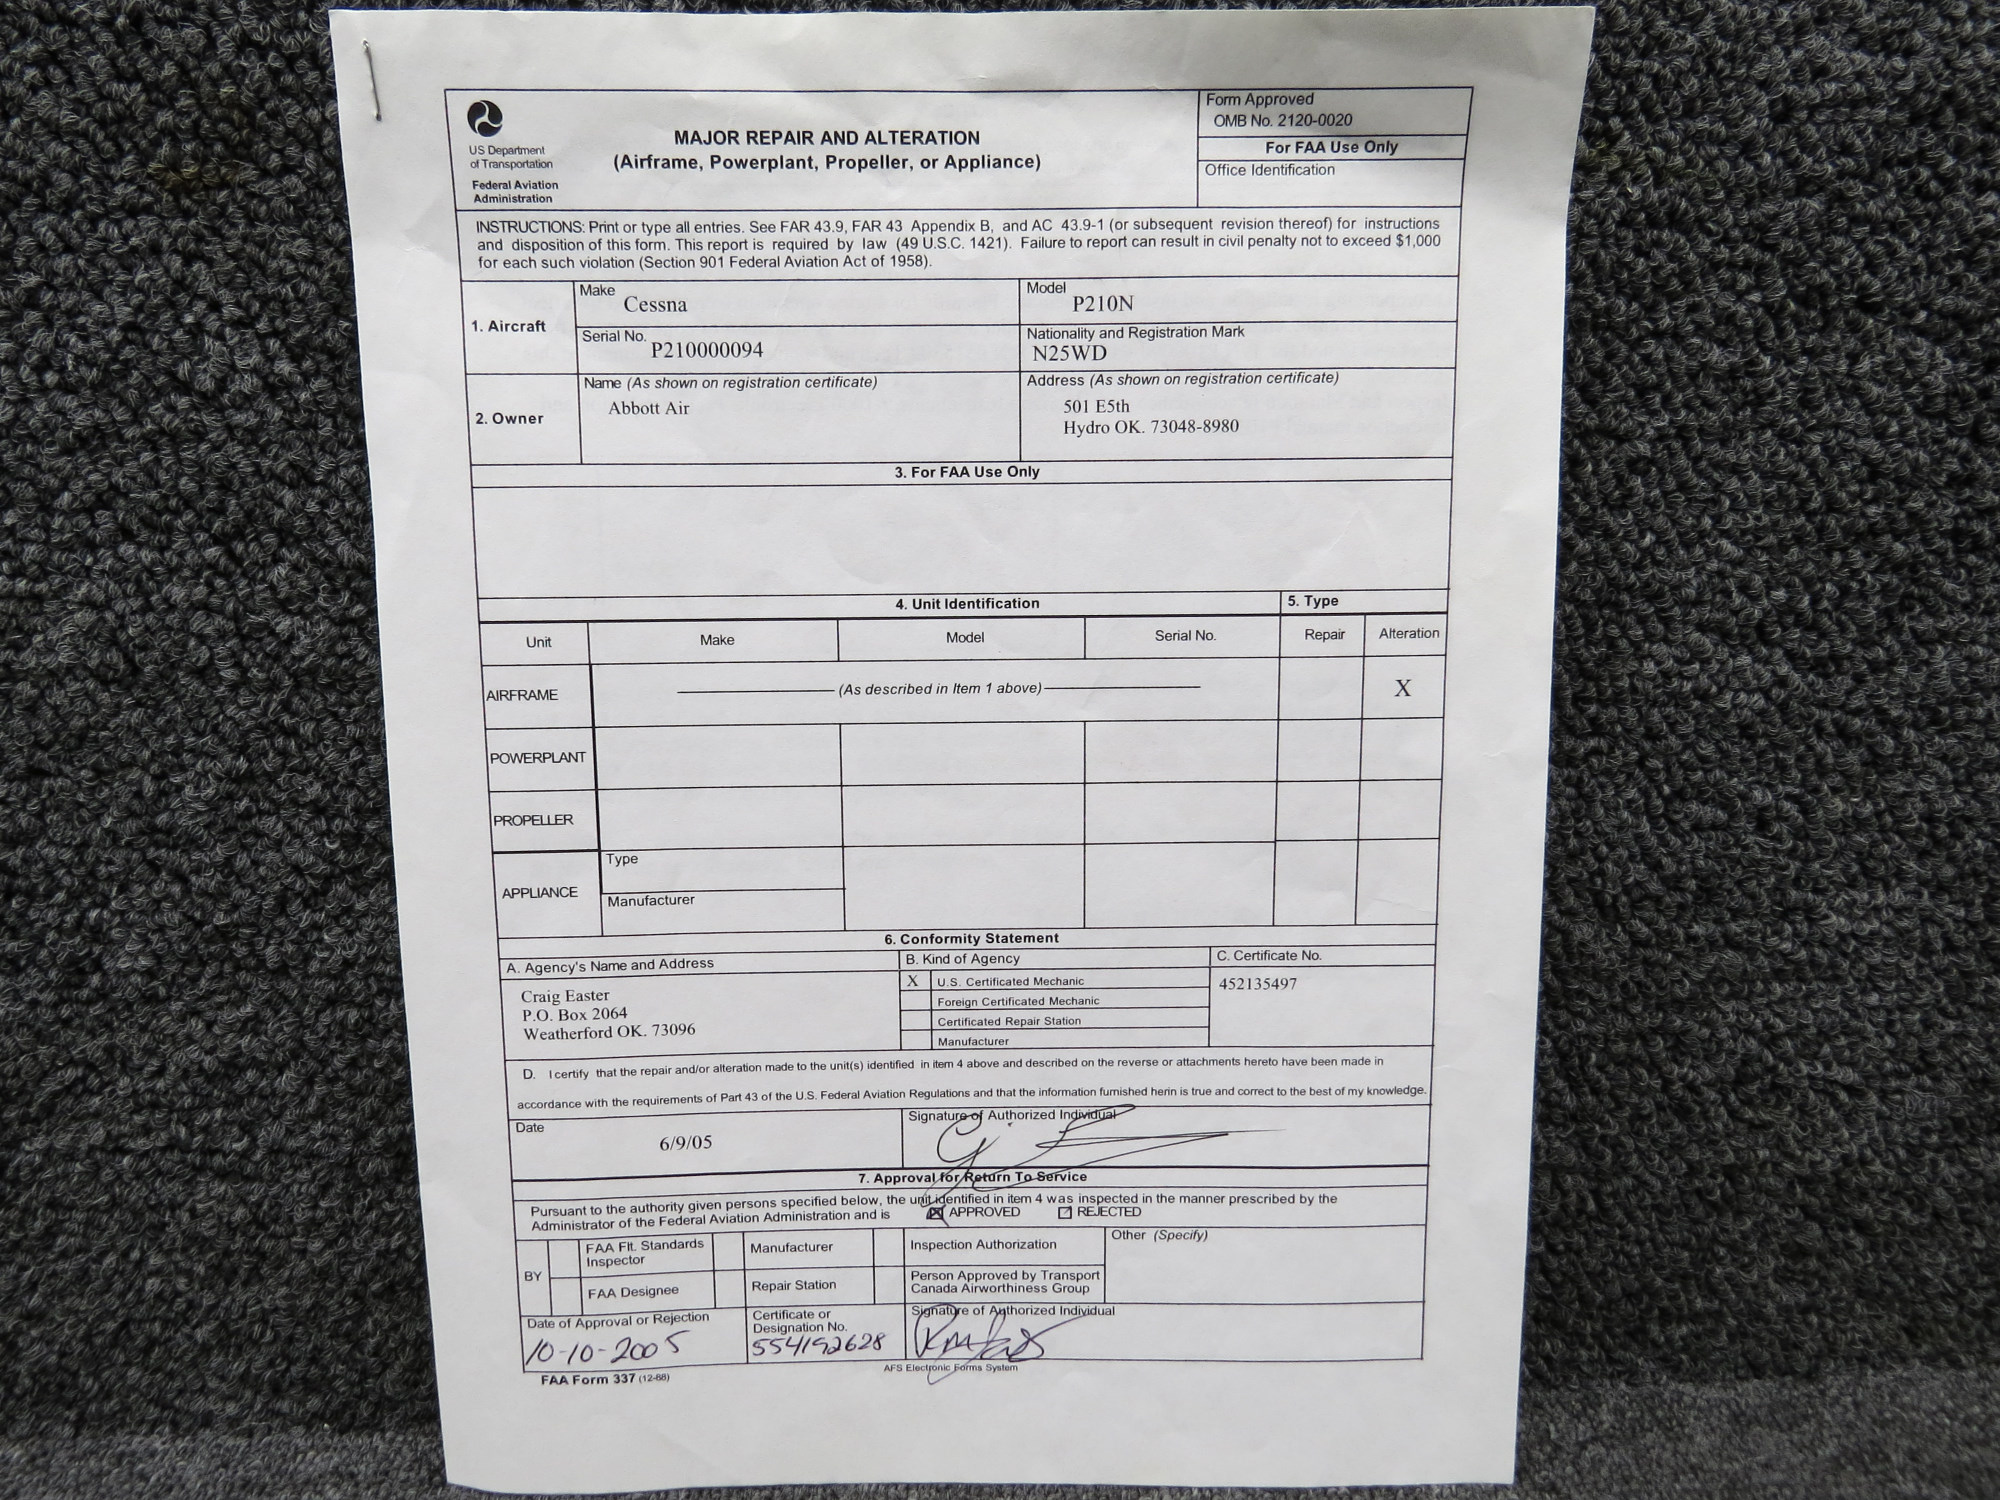 US Department
of Transportation
Federal Aviation
Administration
MAJOR REPAIR AND ALTERATION
(Airframe, Powerplant, Propeller, or Appliance)
Form Approved
OMB No. 2120-0020
For FAA Use Only
Office Identification
INSTRUCTIONS: Print or type all entries. See FAR 43.9, FAR 43 Appendix B, and AC 43.9-1 (or subsequent revision thereof) for instructions
and disposition of this form. This report is required by law (49 U.S.C. 1421). Failure to report can result in civil penalty not to exceed $1,000
for each such violation (Section 901 Federal Aviation Act of 1958).
1. Aircraft
Make
Cessna
Model
P210N
Serial No.
P210000094
Nationality and Registration Mark
N25WD
2. Owner
Name (As shown on registration certificate)
Abbott Air
Address (As shown on registration certificate)
501 E5th
Hydro OK. 73048-8980
3. For FAA Use Only
4. Unit Identification
5. Type
Unit
Make
Model
Serial No.
Repair
Alteration
AIRFRAME
(As described in Item 1 above)
X
POWERPLANT
PROPELLER
APPLIANCE
Type
Manufacturer
6. Conformity Statement
A. Agency's Name and Address
B. Kind of Agency
C. Certificate No.
Craig Easter
P.O. Box 2064
Weatherford OK. 73096
X U.S. Certificated Mechanic
Foreign Certificated Mechanic
Certificated Repair Station
Manufacturer
452135497
D. I certify that the repair and/or alteration made to the unit(s) identified in item 4 above and described on the reverse or attachments hereto have been made in
accordance with the requirements of Part 43 of the U.S. Federal Aviation Regulations and that the information furnished herin is true and correct to the best of my knowledge.
Date
6/9/05
Signature of Authorized Individual
7. Approval for Return To Service
Pursuant to the authority given persons specified below, the unit identified in item 4 was inspected in the manner prescribed by the
Administrator of the Federal Aviation Administration and is ☒ APPROVED ☐ REJECTED
BY
FAA Flt. Standards
Inspector
Manufacturer
Inspection Authorization
Other (Specify)
FAA Designee
Repair Station
Person Approved by Transport
Canada Airworthiness Group
Date of Approval or Rejection
10-10-2005
Certificate or
Designation No.
554192628
Signature of Authorized Individual
FAA Form 337 (12-88)
AFS Electronic Forms System